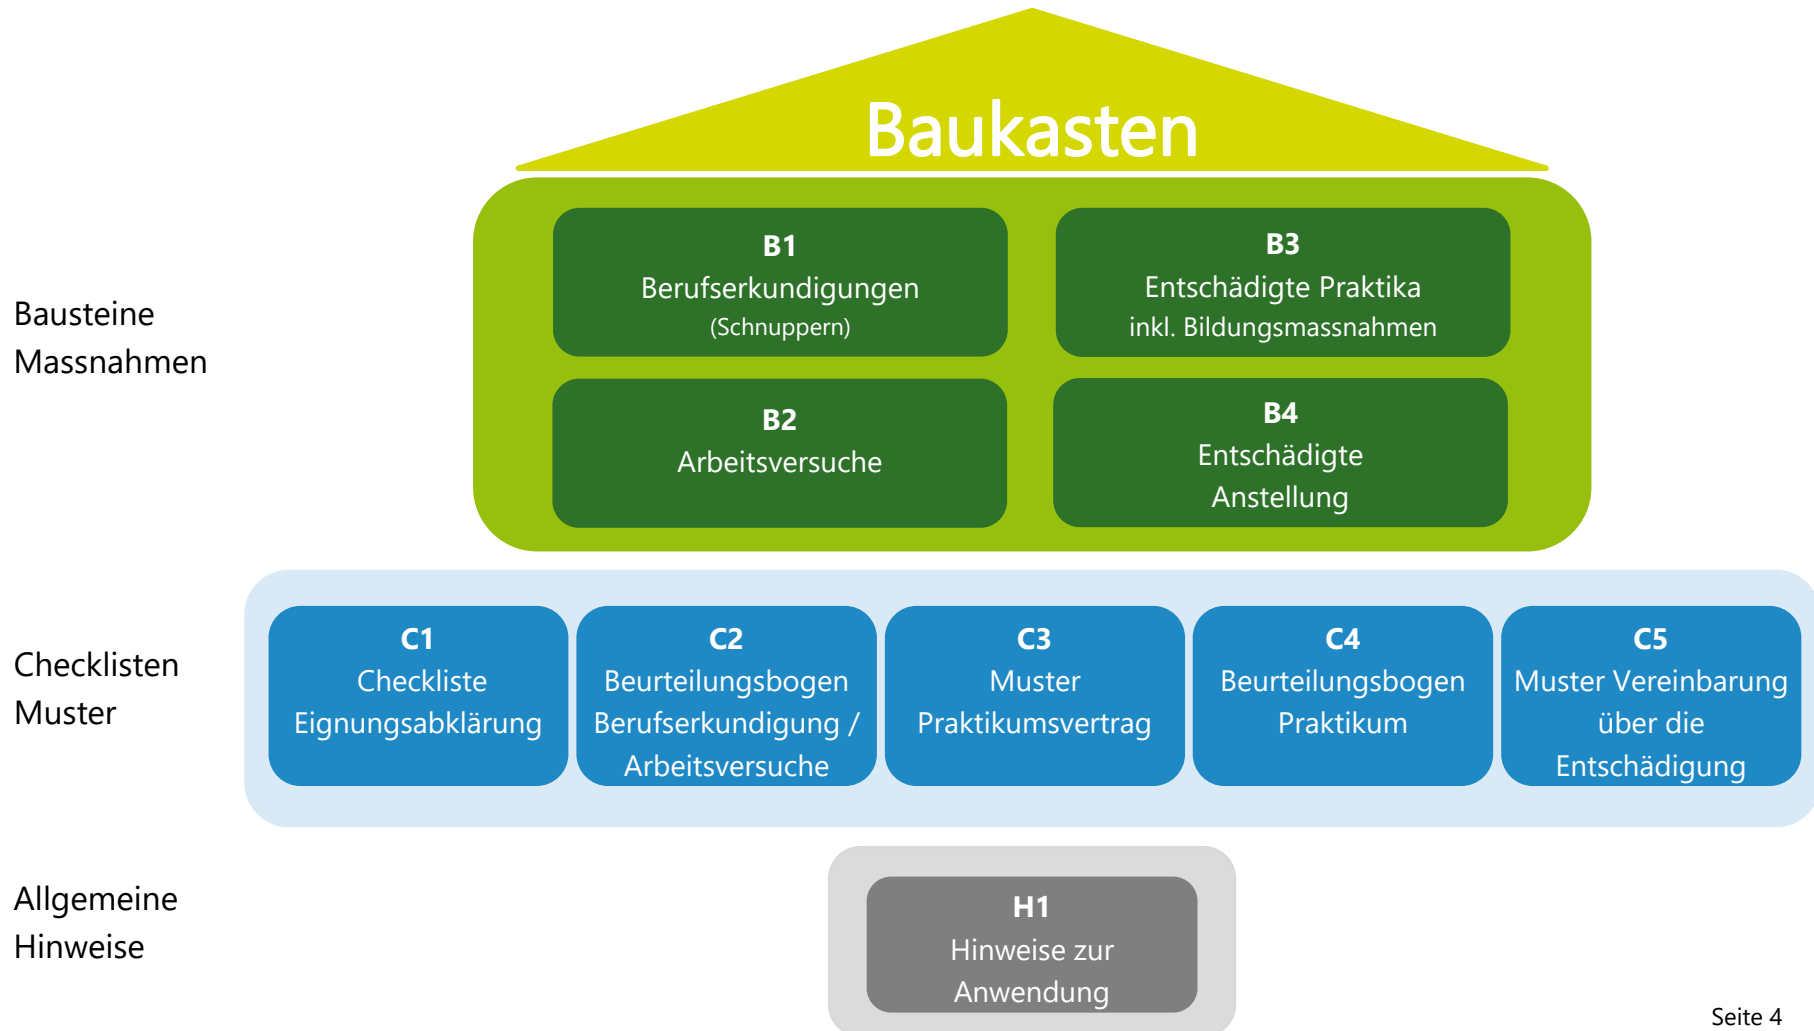 Baukasten
Bausteine
Massnahmen
B1
Berufserkundigungen
(Schnuppern)
B3
Entschädigte Praktika
inkl. Bildungsmassnahmen
B2
Arbeitsversuche
B4
Entschädigte
Anstellung
Checklisten
Muster
C1
Checkliste
Eignungsabklärung
C2
Beurteilungsbogen
Berufserkundigung /
Arbeitsversuche
C3
Muster
Praktikumsvertrag
C4
Beurteilungsbogen
Praktikum
C5
Muster Vereinbarung
über die
Entschädigung
Allgemeine
Hinweise
H1
Hinweise zur
Anwendung
Seite 4